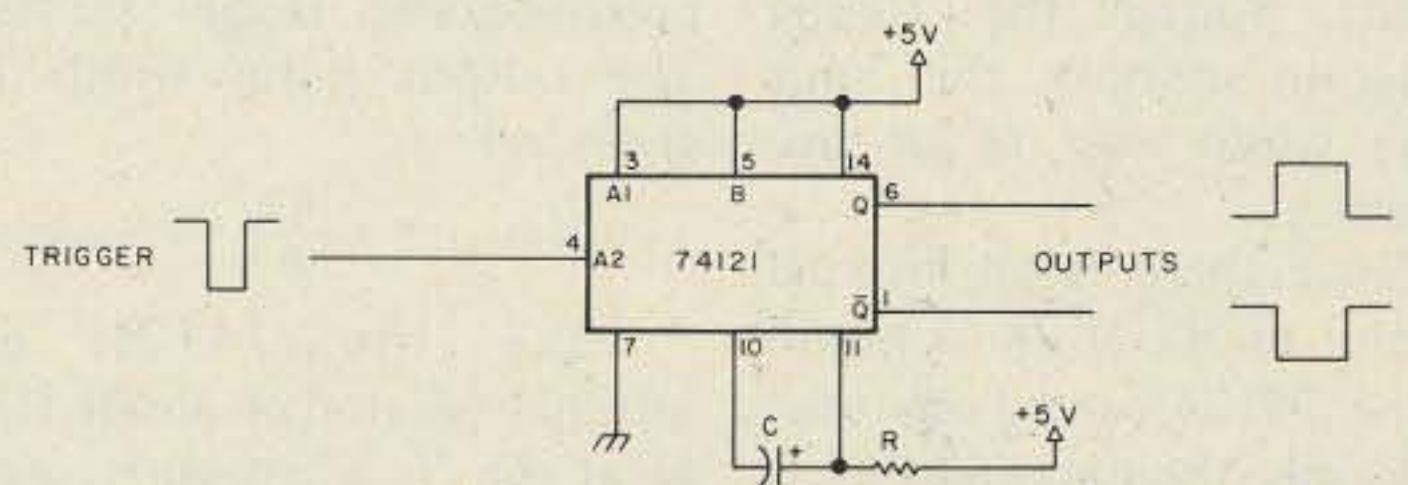 +5V
3 5 14
A1 B Q 6
TRIGGER 4 A2 74121 OUTPUTS
Q̅ 1
7 10 11
C + R +5V